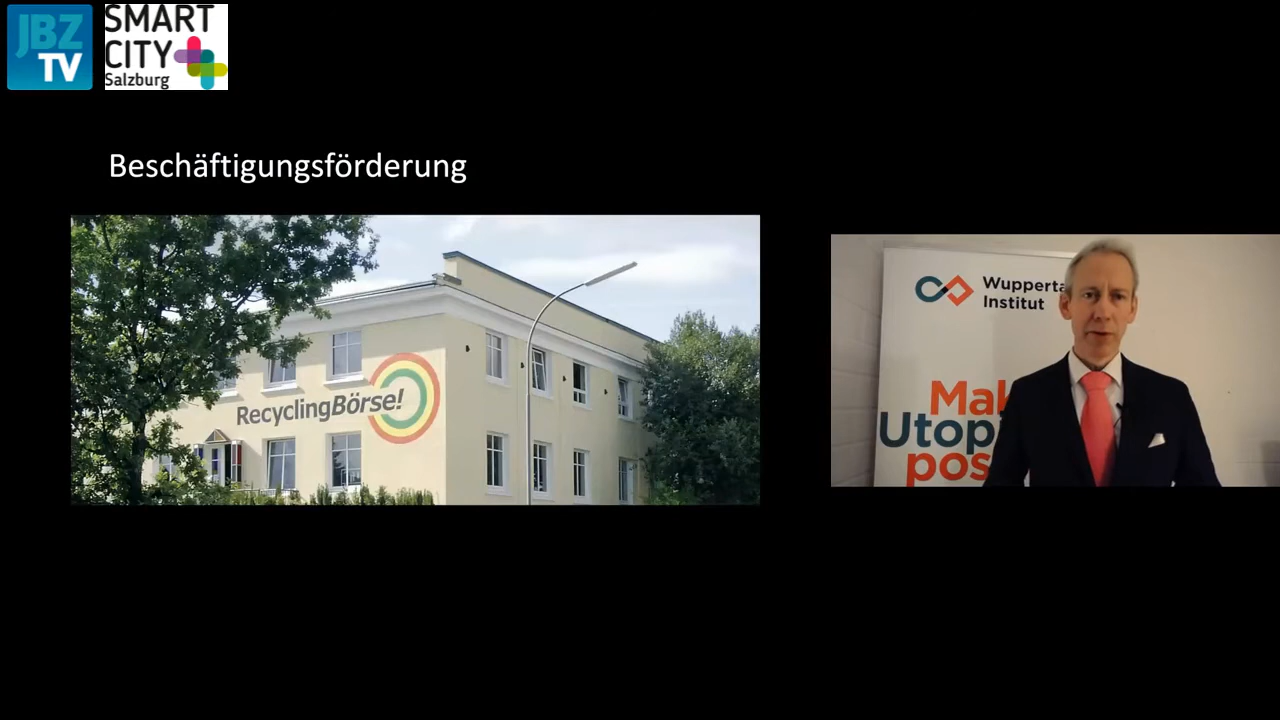 JBZ
TV
SMART
CITY
Salzburg
Beschäftigungsförderung
RecyclingBörse!
Wupperta
Institut
Mak
Utopi
pos